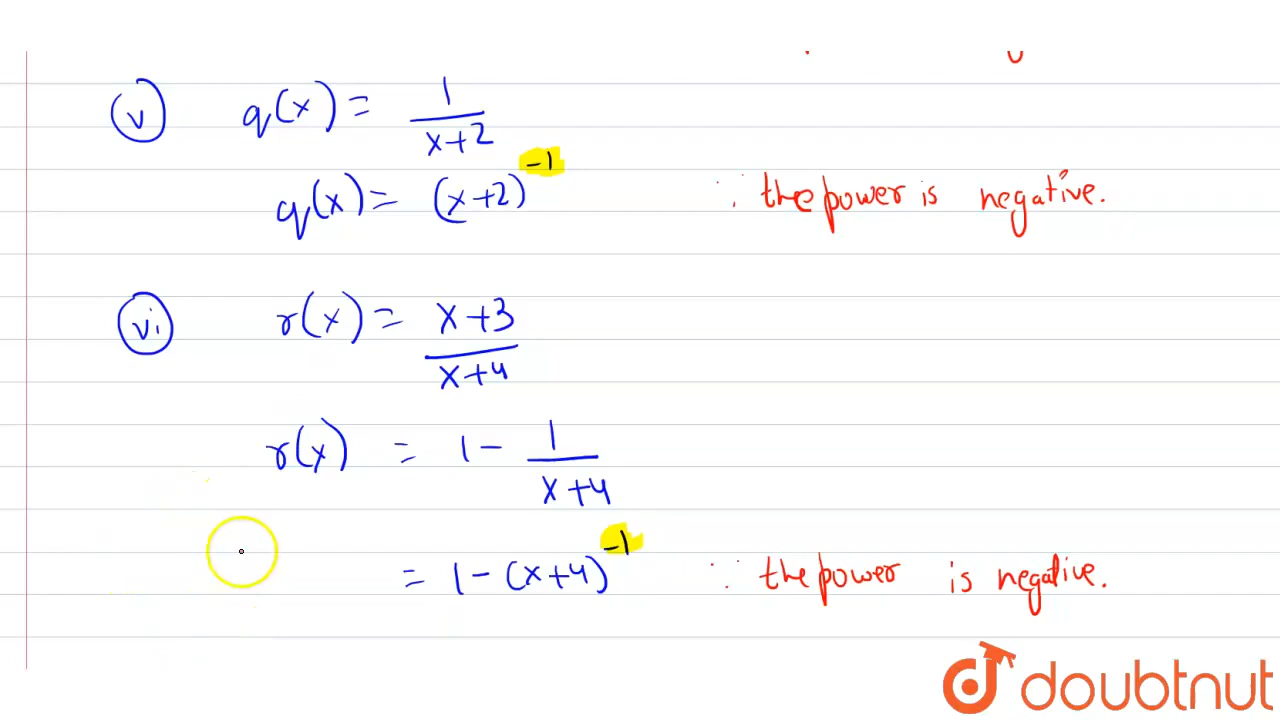 (v) q(x) = 1/(x+2)
q(x) = (x+2)^-1 ∵ the power is negative.
(vi) r(x) = (x+3)/(x+4)
r(x) = 1 - 1/(x+4)
= 1 - (x+4)^-1 ∵ the power is negative.
doubtnut